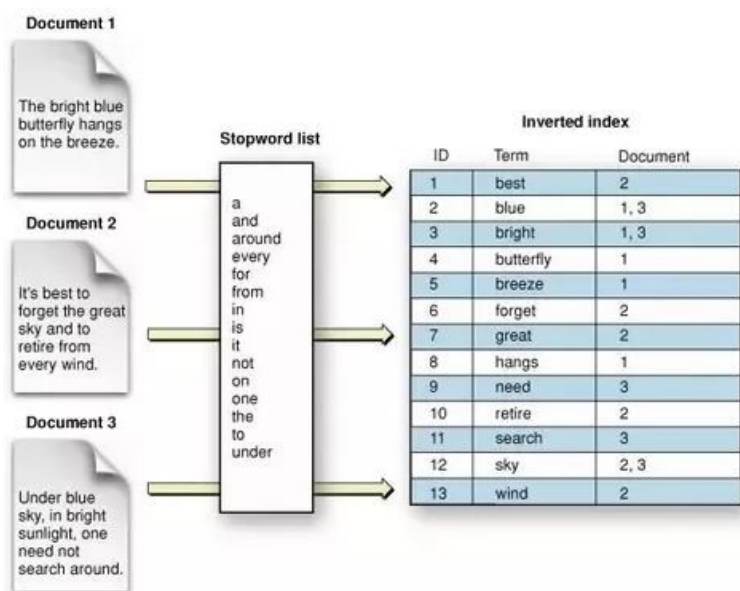 Document 1
The bright blue
butterfly hangs
on the breeze.
Document 2
It's best to
forget the great
sky and to
retire from
every wind.
Document 3
Under blue
sky, in bright
sunlight, one
need not
search around.
Stopword list
a
and
around
every
for
from
in
is
it
not
on
one
the
to
under
Inverted index
ID Term Document
1 best 2
2 blue 1, 3
3 bright 1, 3
4 butterfly 1
5 breeze 1
6 forget 2
7 great 2
8 hangs 1
9 need 3
10 retire 2
11 search 3
12 sky 2, 3
13 wind 2